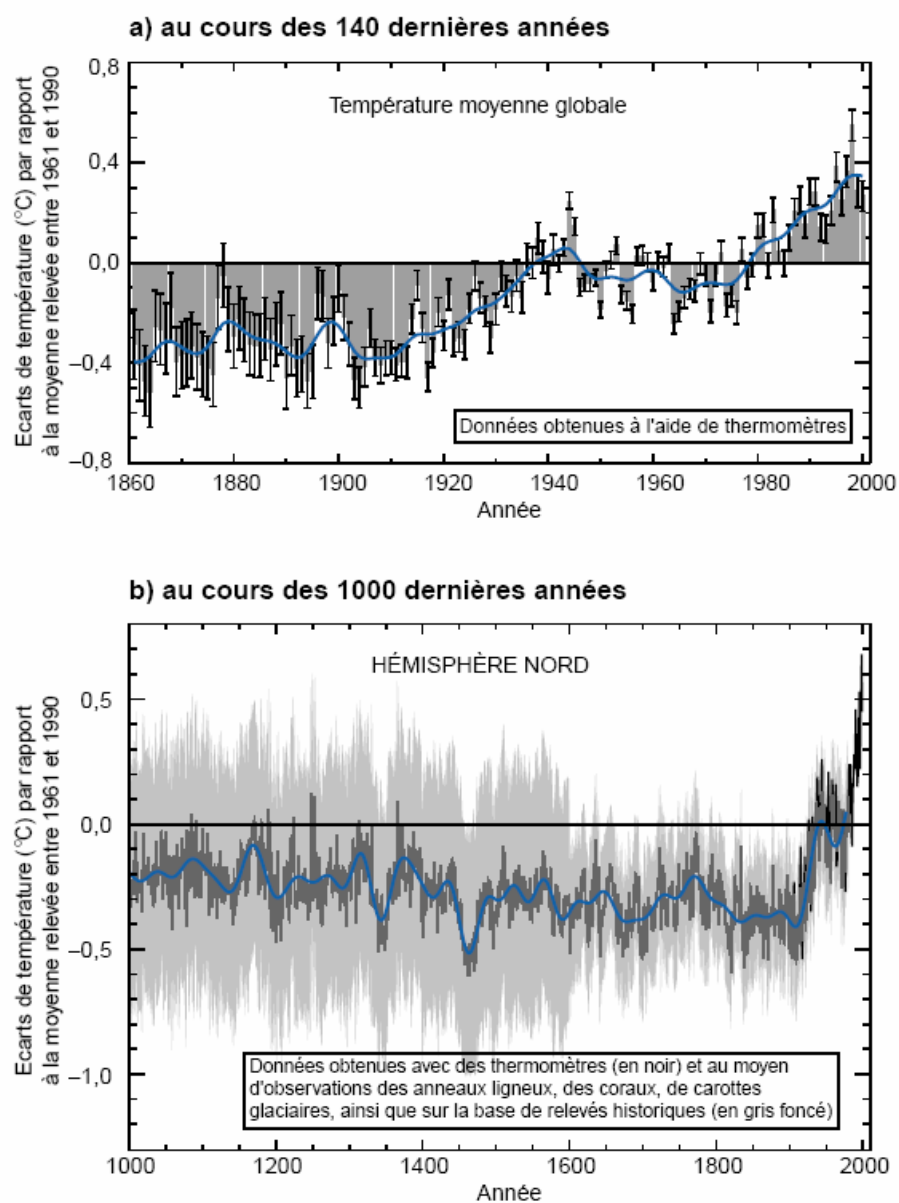 a) au cours des 140 dernières années
Ecarts de température (°C) par rapport
à la moyenne relevée entre 1961 et 1990
0,8
0,4
0,0
–0,4
–0,8
Température moyenne globale
Données obtenues à l'aide de thermomètres
1860 1880 1900 1920 1940 1960 1980 2000
Année
b) au cours des 1000 dernières années
Ecarts de température (°C) par rapport
à la moyenne relevée entre 1961 et 1990
0,5
0,0
–0,5
–1,0
HÉMISPHÈRE NORD
Données obtenues avec des thermomètres (en noir) et au moyen
d'observations des anneaux ligneux, des coraux, de carottes
glaciaires, ainsi que sur la base de relevés historiques (en gris foncé)
1000 1200 1400 1600 1800 2000
Année